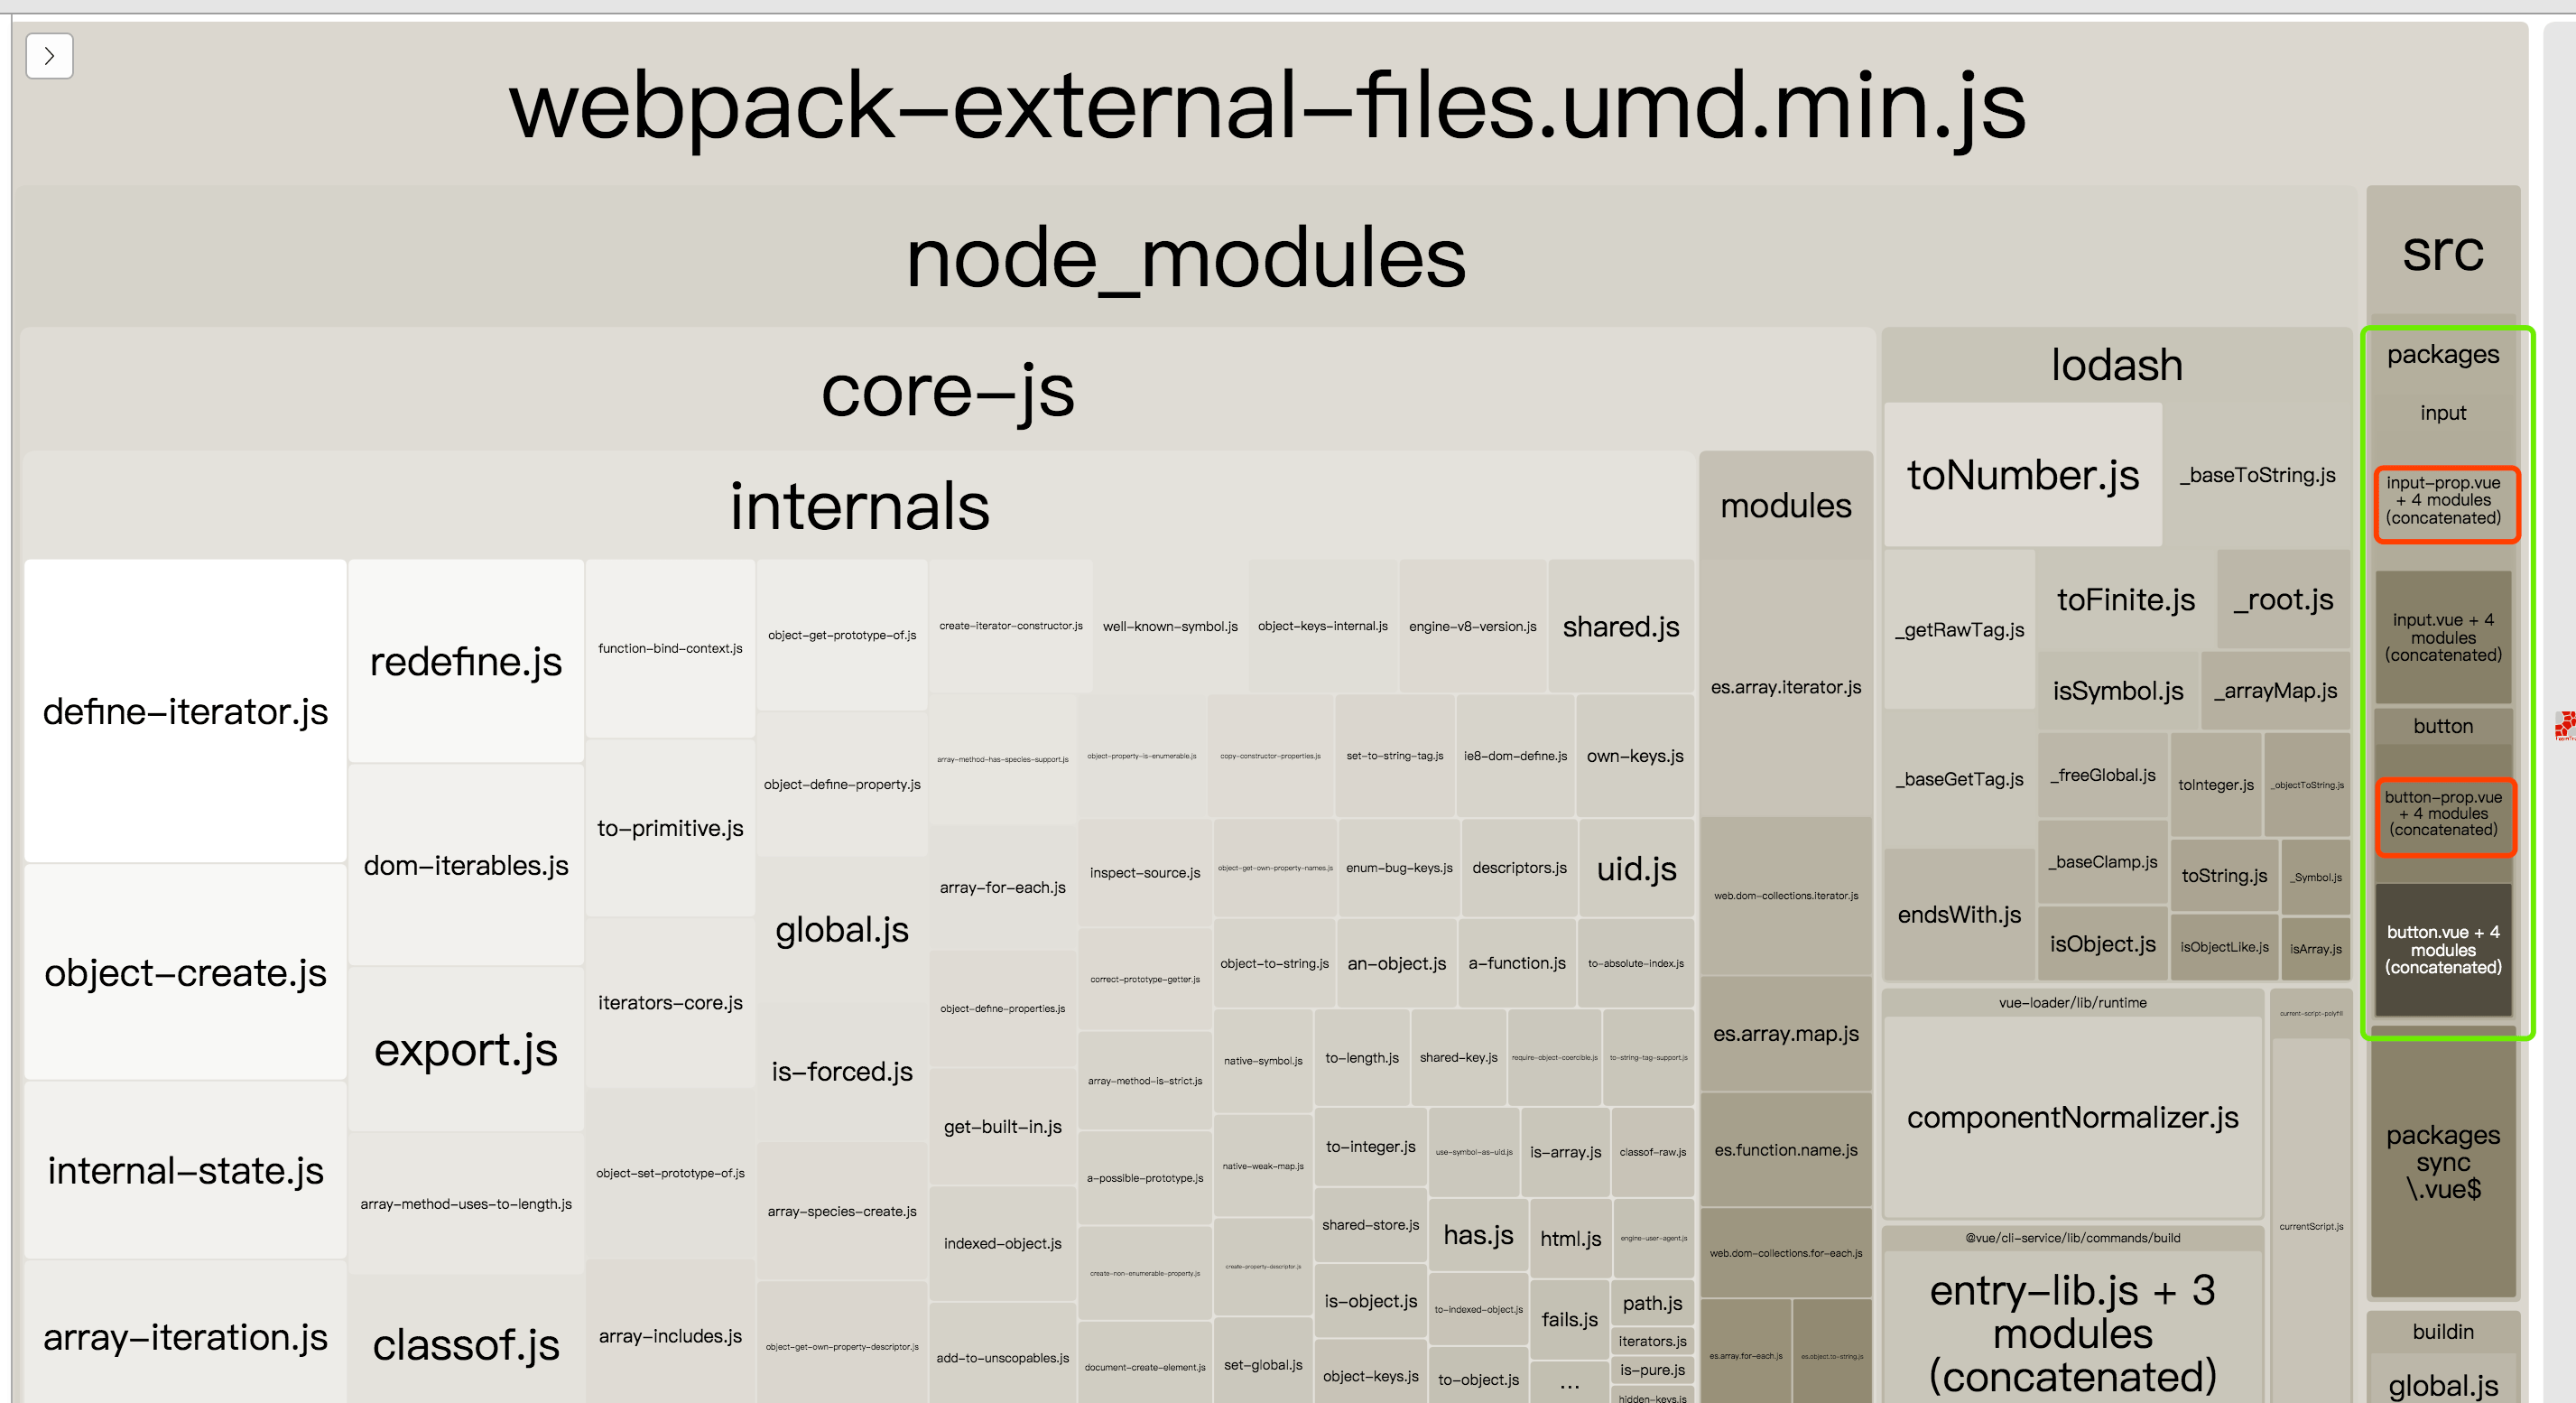 webpack-external-files.umd.min.js
node_modules
src
core-js
lodash
packages
input
internals
modules
toNumber.js
_baseToString.js
input-prop.vue
+ 4 modules
(concatenated)
define-iterator.js
redefine.js
function-bind-context.js
object-get-prototype-of.js
create-iterator-constructor.js
well-known-symbol.js
object-keys-internal.js
engine-v8-version.js
shared.js
es.array.iterator.js
_getRawTag.js
toFinite.js
_root.js
input.vue + 4
modules
(concatenated)
isSymbol.js
_arrayMap.js
button
array-method-has-species-support.js
object-property-is-enumerable.js
copy-constructor-properties.js
set-to-string-tag.js
ie8-dom-define.js
own-keys.js
object-define-property.js
_baseGetTag.js
_freeGlobal.js
toInteger.js
_objectToString.js
button-prop.vue
+ 4 modules
(concatenated)
to-primitive.js
dom-iterables.js
array-for-each.js
inspect-source.js
object-get-own-property-names.js
enum-bug-keys.js
descriptors.js
uid.js
web.dom-collections.iterator.js
_baseClamp.js
toString.js
_Symbol.js
global.js
endsWith.js
isObject.js
isObjectLike.js
isArray.js
button.vue + 4
modules
(concatenated)
object-create.js
iterators-core.js
object-define-properties.js
correct-prototype-getter.js
object-to-string.js
an-object.js
a-function.js
to-absolute-index.js
es.array.map.js
vue-loader/lib/runtime
current-script-polyfill
export.js
is-forced.js
native-symbol.js
to-length.js
shared-key.js
require-object-coercible.js
to-string-tag-support.js
array-method-is-strict.js
componentNormalizer.js
get-built-in.js
to-integer.js
use-symbol-as-uid.js
is-array.js
classof-raw.js
es.function.name.js
packages
sync
\.vue$
internal-state.js
array-method-uses-to-length.js
object-set-prototype-of.js
array-species-create.js
a-possible-prototype.js
native-weak-map.js
shared-store.js
has.js
html.js
engine-user-agent.js
web.dom-collections.for-each.js
currentScript.js
indexed-object.js
create-non-enumerable-property.js
create-property-descriptor.js
@vue/cli-service/lib/commands/build
entry-lib.js + 3
modules
(concatenated)
is-object.js
to-indexed-object.js
fails.js
path.js
iterators.js
array-iteration.js
classof.js
array-includes.js
object-get-own-property-descriptor.js
add-to-unscopables.js
document-create-element.js
set-global.js
object-keys.js
to-object.js
...
is-pure.js
hidden-keys.js
es.array.for-each.js
es.object.to-string.js
buildin
global.js